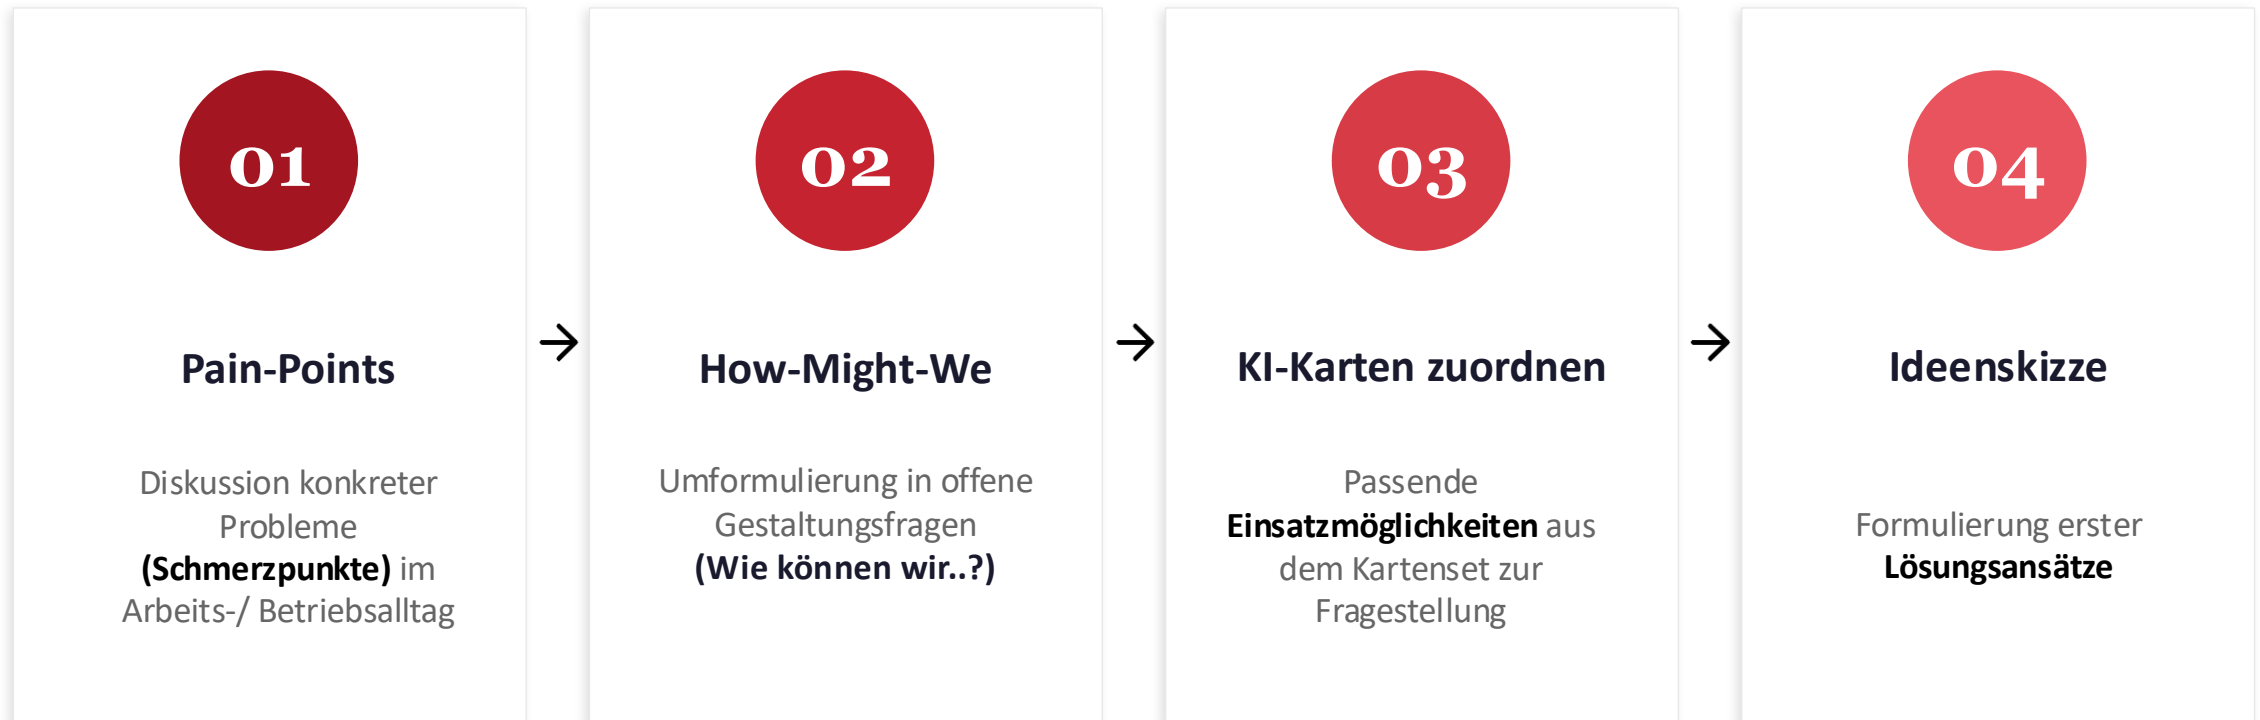 01
Pain-Points
Diskussion konkreter
Probleme
(Schmerzpunkte) im
Arbeits-/ Betriebsalltag
02
How-Might-We
Umformulierung in offene
Gestaltungsfragen
(Wie können wir..?)
03
KI-Karten zuordnen
Passende
Einsatzmöglichkeiten aus
dem Kartenset zur
Fragestellung
04
Ideenskizze
Formulierung erster
Lösungsansätze